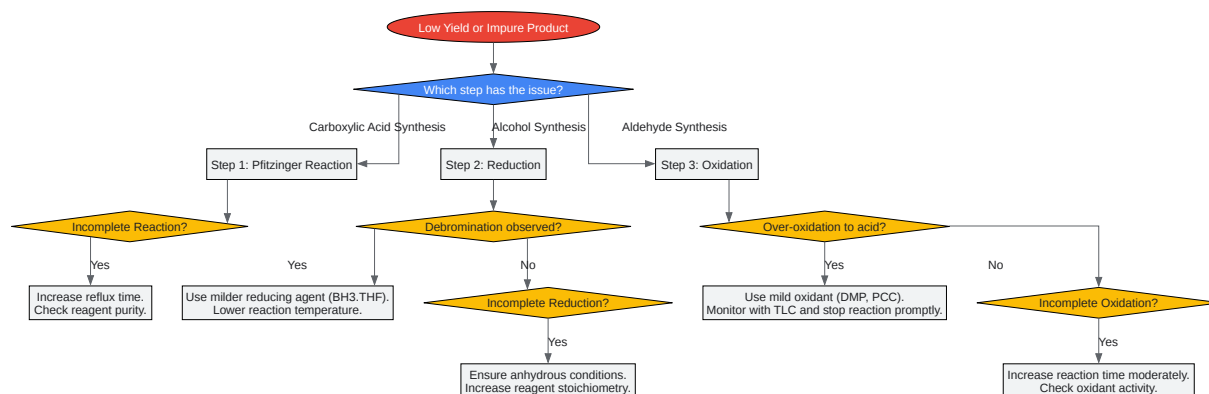 Low Yield or Impure Product
Which step has the issue?
Carboxylic Acid Synthesis
Alcohol Synthesis
Aldehyde Synthesis
Step 1: Pfitzinger Reaction
Step 2: Reduction
Step 3: Oxidation
Incomplete Reaction?
Debromination observed?
Over-oxidation to acid?
Yes
Yes
No
Yes
No
Increase reflux time.
Check reagent purity.
Use milder reducing agent (BH3.THF).
Lower reaction temperature.
Incomplete Reduction?
Use mild oxidant (DMP, PCC).
Monitor with TLC and stop reaction promptly.
Incomplete Oxidation?
Yes
Yes
Ensure anhydrous conditions.
Increase reagent stoichiometry.
Increase reaction time moderately.
Check oxidant activity.